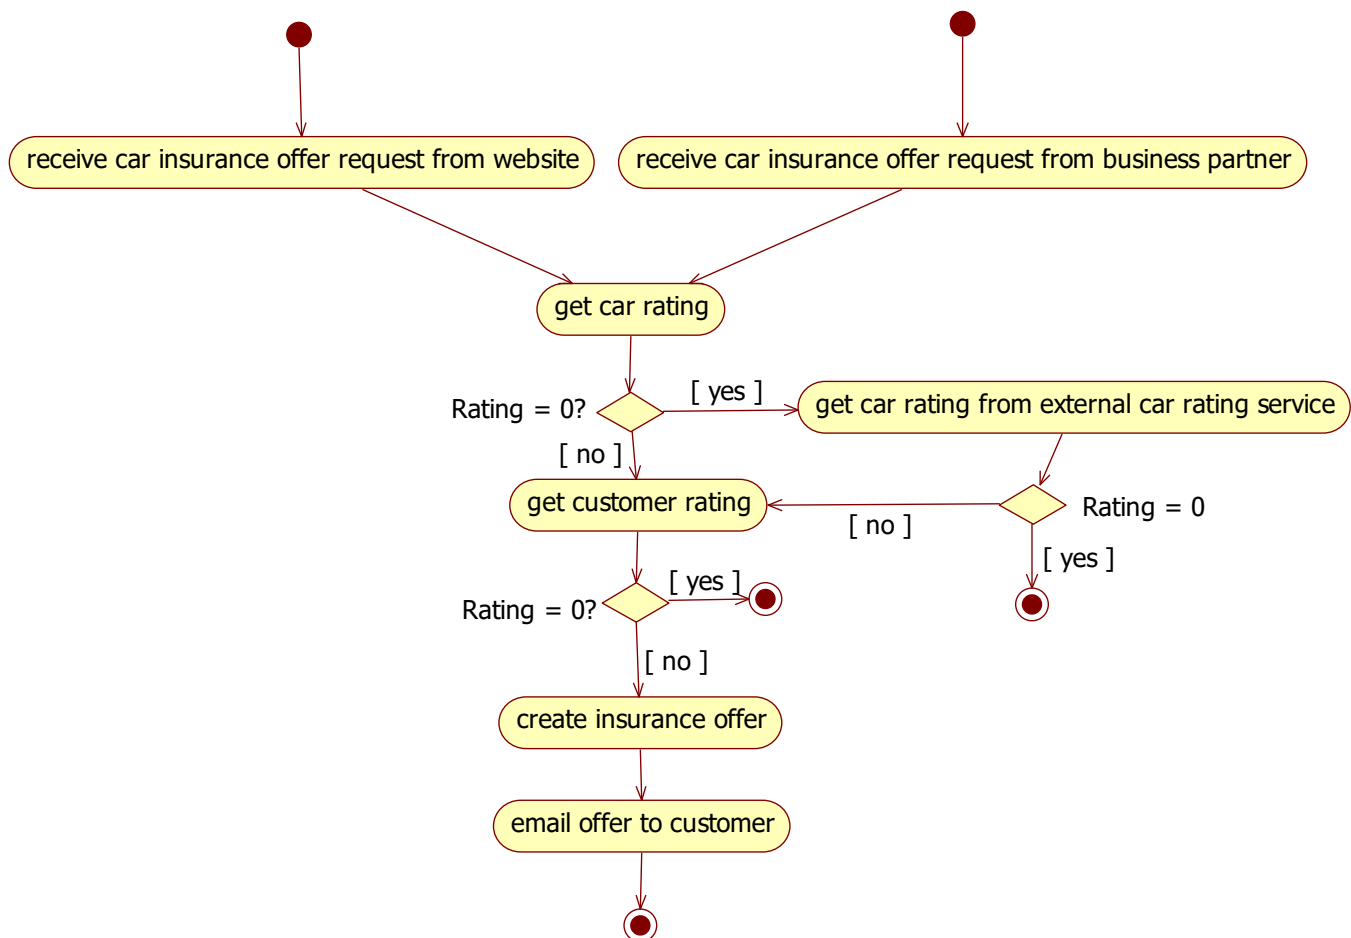 receive car insurance offer request from website
receive car insurance offer request from business partner
get car rating
Rating = 0?
[ yes ]
get car rating from external car rating service
[ no ]
get customer rating
[ no ]
Rating = 0
[ yes ]
Rating = 0?
[ yes ]
[ no ]
create insurance offer
email offer to customer